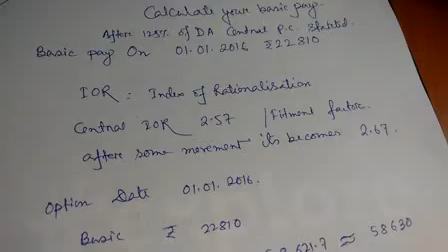 Calculate your basic pay.
After 125% of DA Central p.c. Started.
Basic pay On 01.01.2016 ₹22810
IOR : Index of Rationalisation
Central IOR 2.57 / Fitment factor.
after some movement its becomes 2.67.
Option Date 01.01.2016.
Basic ₹ 22810
621.7 ≈ 58630